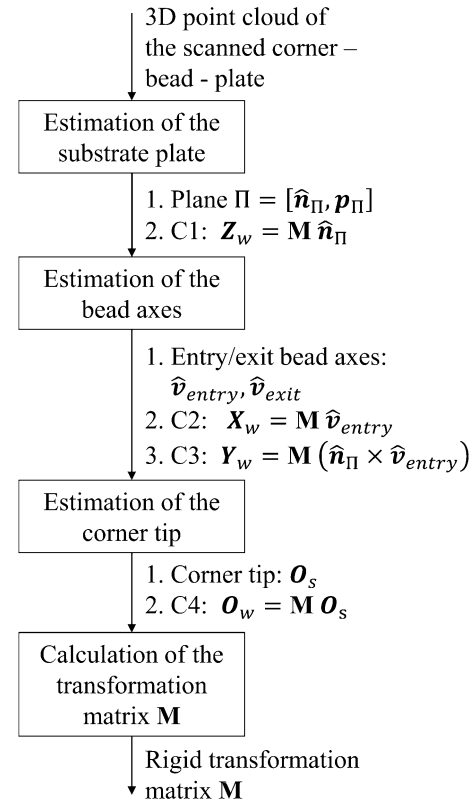 3D point cloud of
the scanned corner –
bead - plate
Estimation of the
substrate plate
1. Plane Π = [n̂_Π, p_Π]
2. C1: Z_w = M n̂_Π
Estimation of the
bead axes
1. Entry/exit bead axes:
v̂_entry, v̂_exit
2. C2: X_w = M v̂_entry
3. C3: Y_w = M (n̂_Π × v̂_entry)
Estimation of the
corner tip
1. Corner tip: O_s
2. C4: O_w = M O_s
Calculation of the
transformation
matrix M
Rigid transformation
matrix M